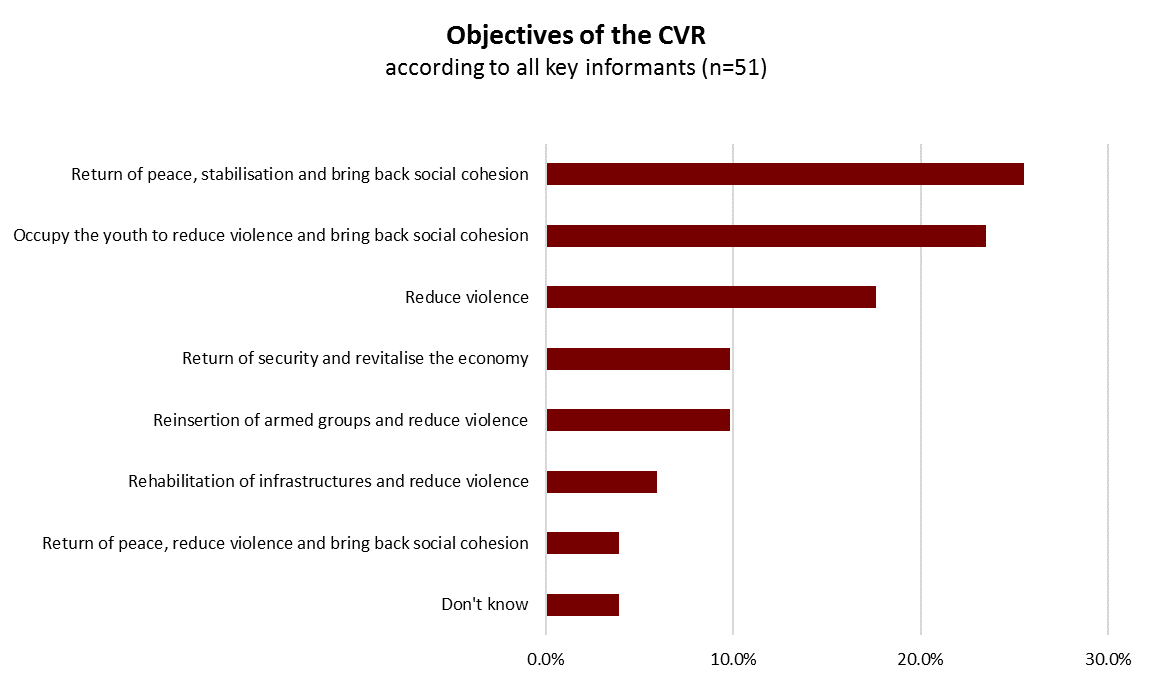 Objectives of the CVR
according to all key informants (n=51)
Return of peace, stabilisation and bring back social cohesion
Occupy the youth to reduce violence and bring back social cohesion
Reduce violence
Return of security and revitalise the economy
Reinsertion of armed groups and reduce violence
Rehabilitation of infrastructures and reduce violence
Return of peace, reduce violence and bring back social cohesion
Don't know
0.0% 10.0% 20.0% 30.0%